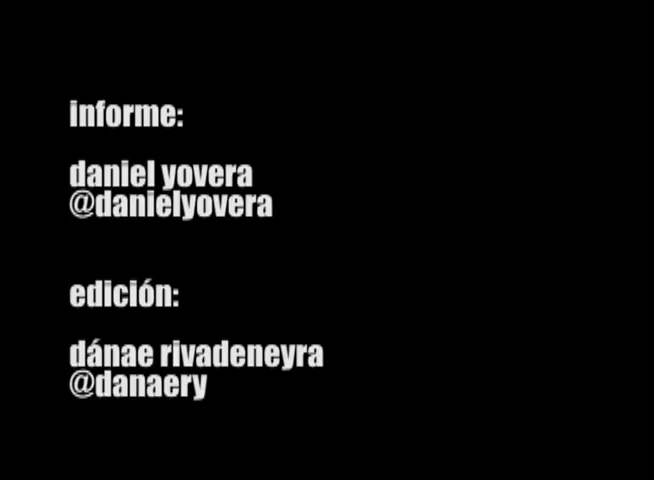 informe:
daniel yovera
@danielyovera
edición:
dánae rivadeneyra
@danaery